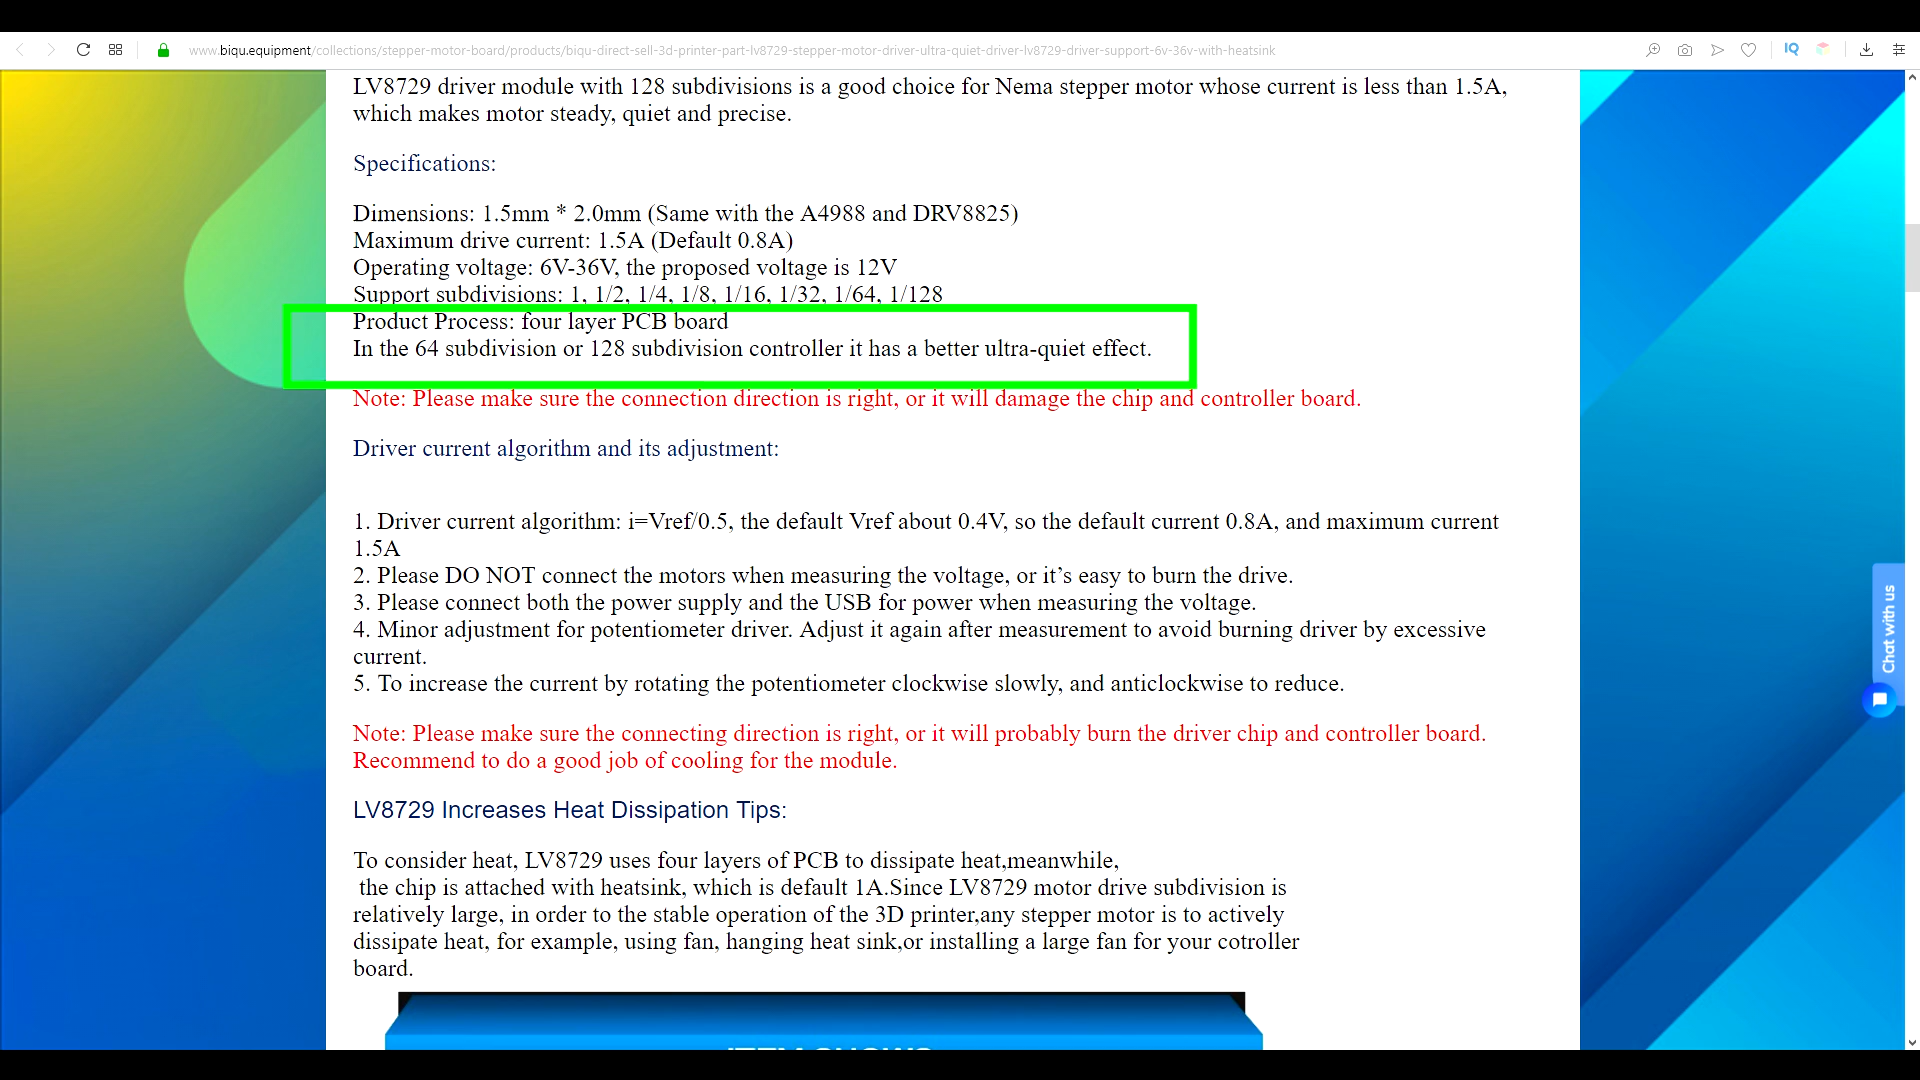 www.biqu.equipment/collections/stepper-motor-board/products/biqu-direct-sell-3d-printer-part-lv8729-stepper-motor-driver-ultra-quiet-driver-lv8729-driver-support-6v-36v-with-heatsink
IQ
LV8729 driver module with 128 subdivisions is a good choice for Nema stepper motor whose current is less than 1.5A,
which makes motor steady, quiet and precise.
Specifications:
Dimensions: 1.5mm * 2.0mm (Same with the A4988 and DRV8825)
Maximum drive current: 1.5A (Default 0.8A)
Operating voltage: 6V-36V, the proposed voltage is 12V
Support subdivisions: 1, 1/2, 1/4, 1/8, 1/16, 1/32, 1/64, 1/128
Product Process: four layer PCB board
In the 64 subdivision or 128 subdivision controller it has a better ultra-quiet effect.
Note: Please make sure the connection direction is right, or it will damage the chip and controller board.
Driver current algorithm and its adjustment:
1. Driver current algorithm: i=Vref/0.5, the default Vref about 0.4V, so the default current 0.8A, and maximum current
1.5A
2. Please DO NOT connect the motors when measuring the voltage, or it’s easy to burn the drive.
3. Please connect both the power supply and the USB for power when measuring the voltage.
4. Minor adjustment for potentiometer driver. Adjust it again after measurement to avoid burning driver by excessive
current.
5. To increase the current by rotating the potentiometer clockwise slowly, and anticlockwise to reduce.
Note: Please make sure the connecting direction is right, or it will probably burn the driver chip and controller board.
Recommend to do a good job of cooling for the module.
LV8729 Increases Heat Dissipation Tips:
To consider heat, LV8729 uses four layers of PCB to dissipate heat,meanwhile,
the chip is attached with heatsink, which is default 1A.Since LV8729 motor drive subdivision is
relatively large, in order to the stable operation of the 3D printer,any stepper motor is to actively
dissipate heat, for example, using fan, hanging heat sink,or installing a large fan for your cotroller
board.
Chat with us